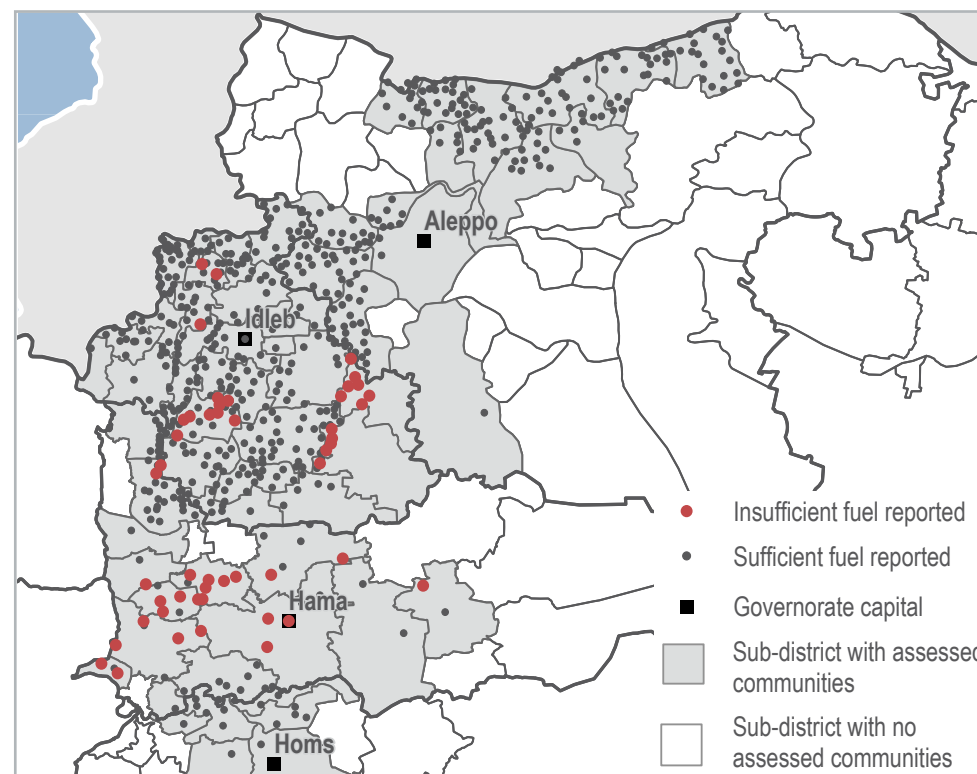 Aleppo
Idleb
Hama
Homs
Insufficient fuel reported
Sufficient fuel reported
Governorate capital
Sub-district with assessed
communities
Sub-district with no
assessed communities